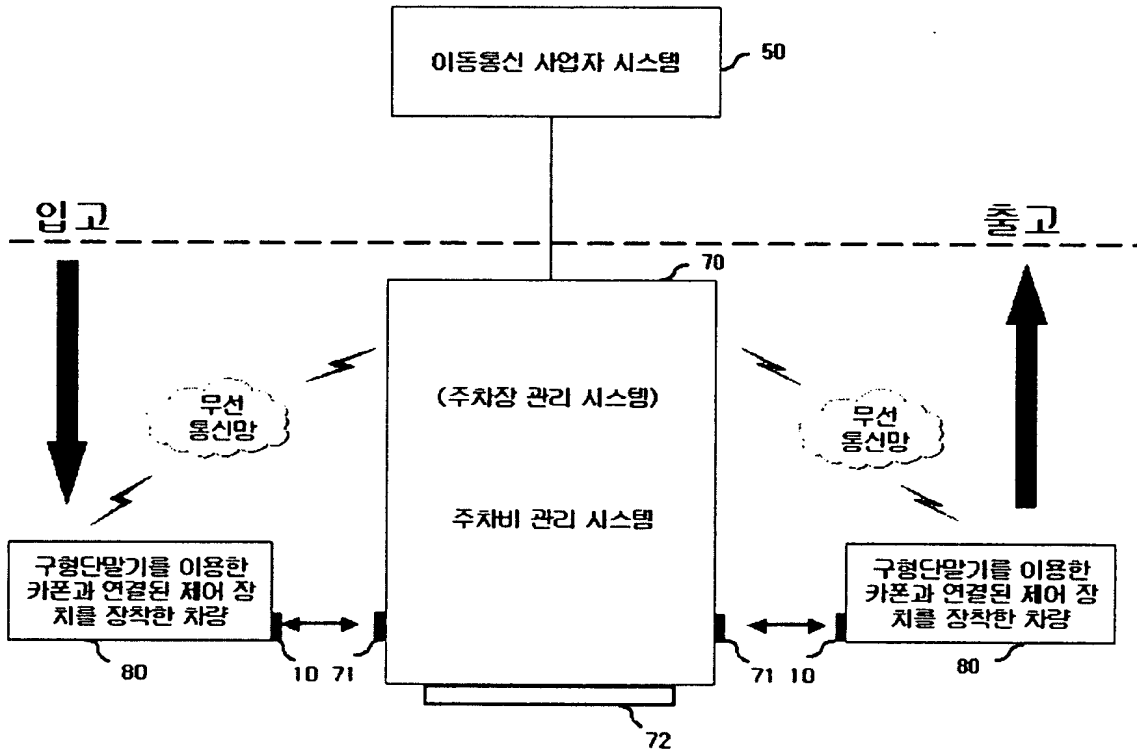 이동통신 사업자 시스템
50
입고
출고
70
(주차장 관리 시스템)
무선
통신망
무선
통신망
주차비 관리 시스템
구형단말기를 이용한
카폰과 연결된 제어 장
치를 장착한 차량
구형단말기를 이용한
카폰과 연결된 제어 장
치를 장착한 차량
80
10 71
71 10
80
72